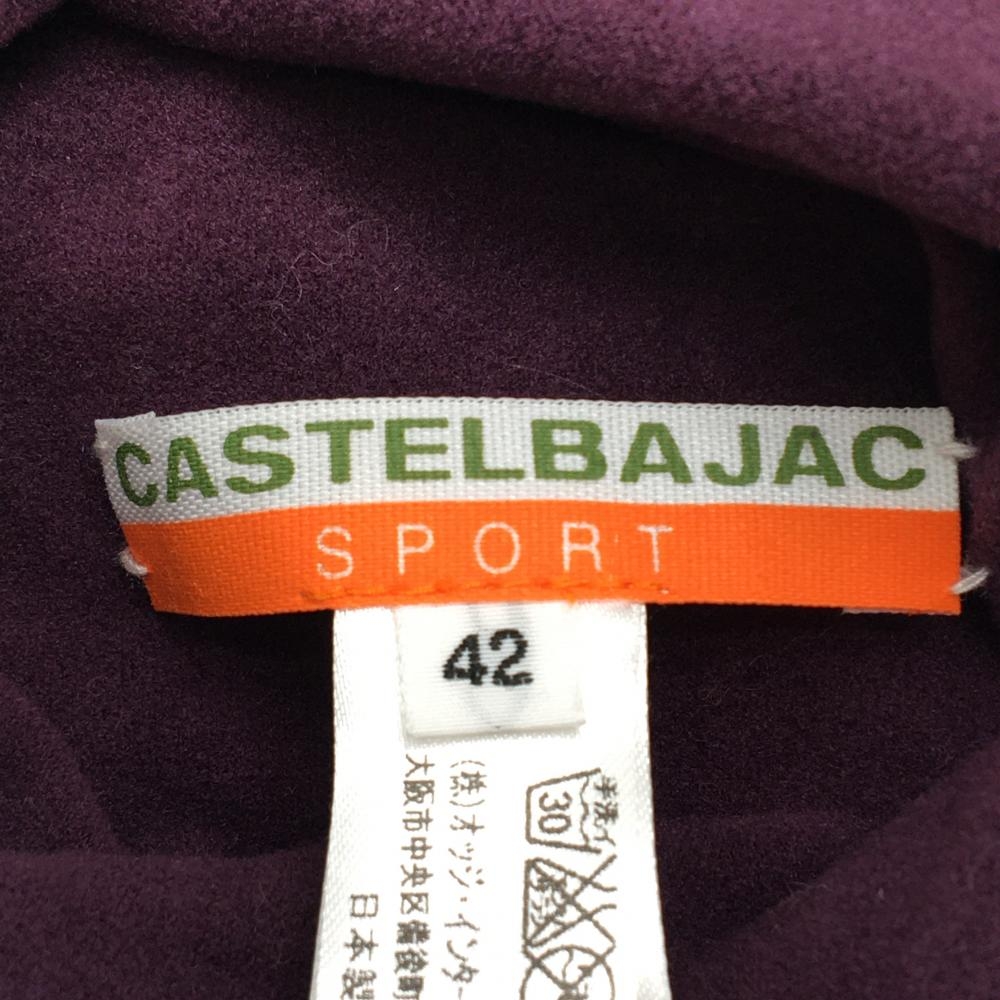 CASTELBAJAC
SPORT
42
手洗イ
30
(株)オッジ・インター
大阪市中央区備後町
日本製